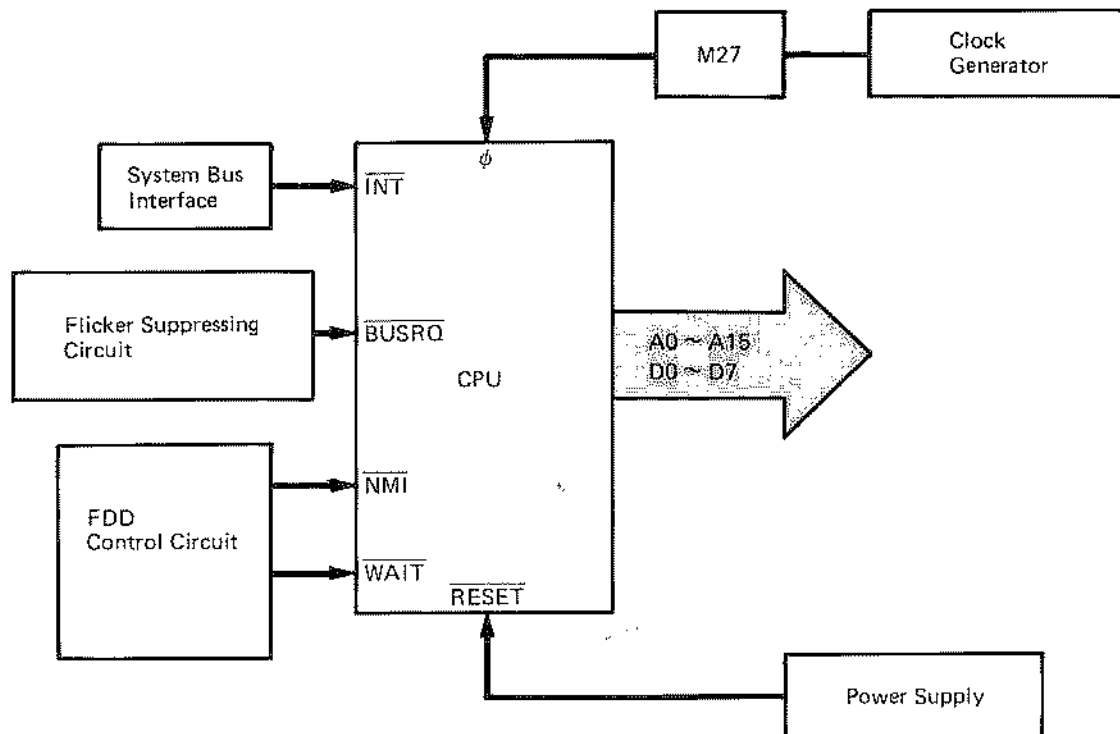 M27
Clock
Generator
ϕ
System Bus
Interface
INT
Flicker Suppressing
Circuit
BUSRQ
A0 ~ A15
D0 ~ D7
CPU
NMI
FDD
Control Circuit
WAIT
RESET
Power Supply